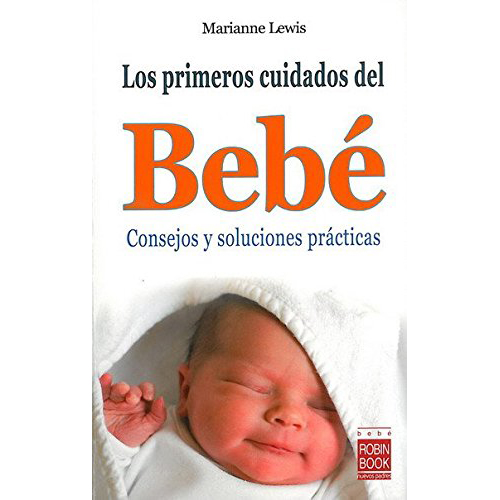 Marianne Lewis
Los primeros cuidados del
Bebé
Consejos y soluciones prácticas
bebé
ROBIN
BOOK
nuevos padres